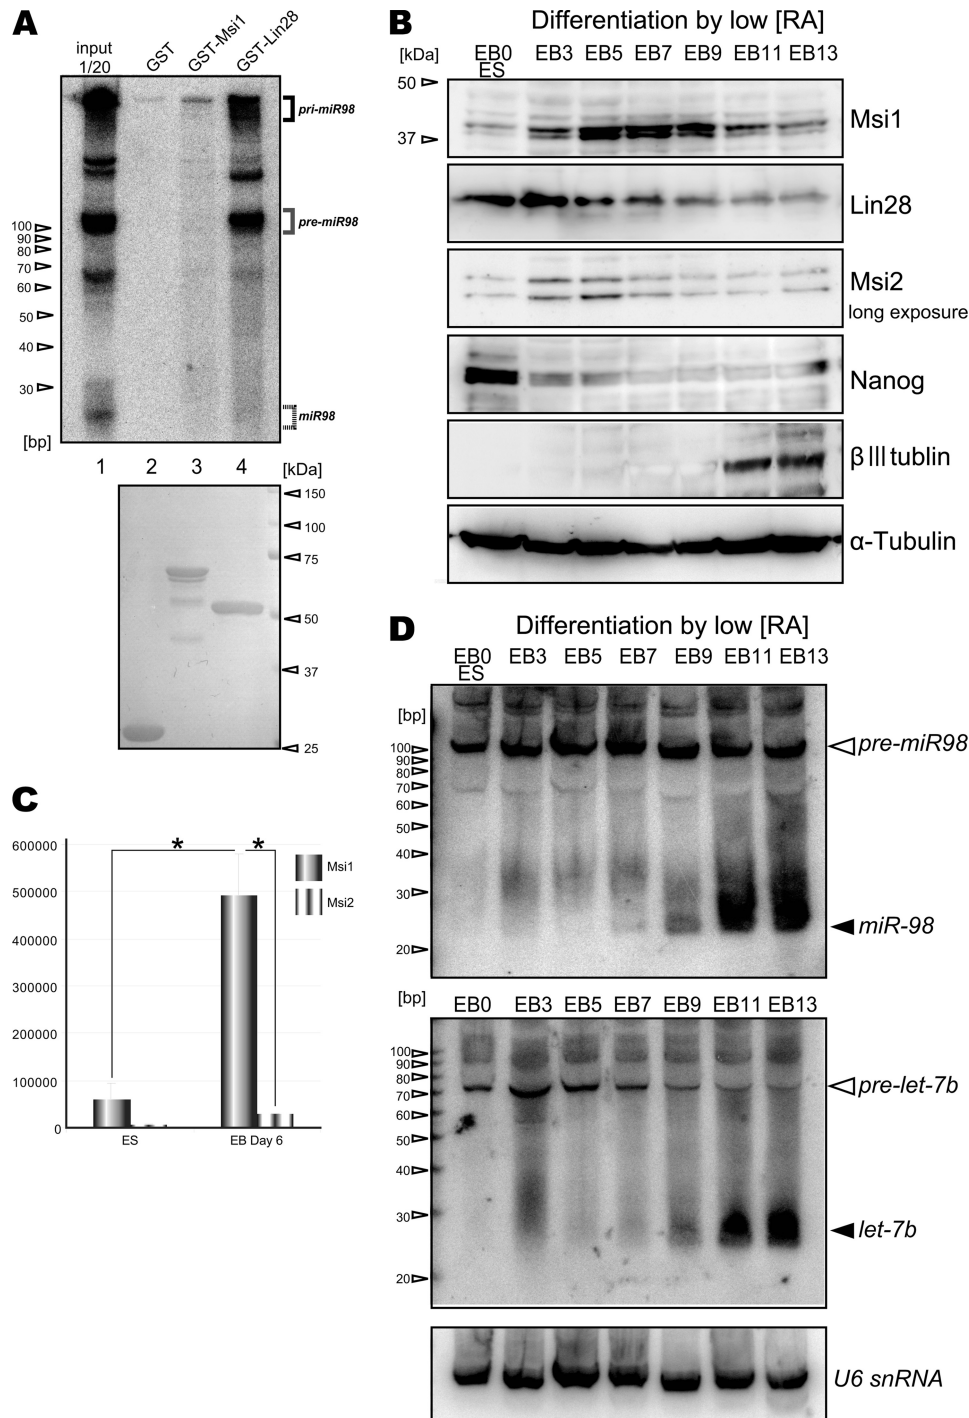 A
input
1/20
GST
GST-Msi1
GST-Lin28
pri-miR98
pre-miR98
100
90
80
70
60
50
40
30
miR98
[bp]
1 2 3 4 [kDa]
150
100
75
50
37
25
B
Differentiation by low [RA]
[kDa]
EB0 EB3 EB5 EB7 EB9 EB11 EB13
ES
50
37
Msi1
Lin28
Msi2
long exposure
Nanog
β III tublin
α-Tubulin
C
600000
500000
400000
300000
200000
100000
0
* *
Msi1
Msi2
ES EB Day 6
D
Differentiation by low [RA]
EB0 EB3 EB5 EB7 EB9 EB11 EB13
ES
[bp]
100
90
80
70
60
50
40
30
20
pre-miR98
miR-98
[bp]
EB0 EB3 EB5 EB7 EB9 EB11 EB13
100
90
80
70
60
50
40
30
20
pre-let-7b
let-7b
U6 snRNA